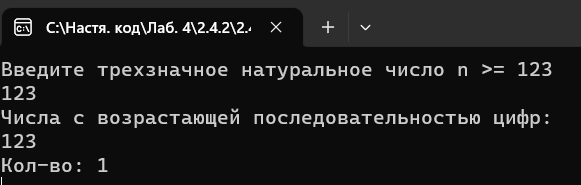 C:\Настя. код\Лаб. 4\2.4.2\2.4
Введите трехзначное натуральное число n >= 123
123
Числа с возрастающей последовательностью цифр:
123
Кол-во: 1